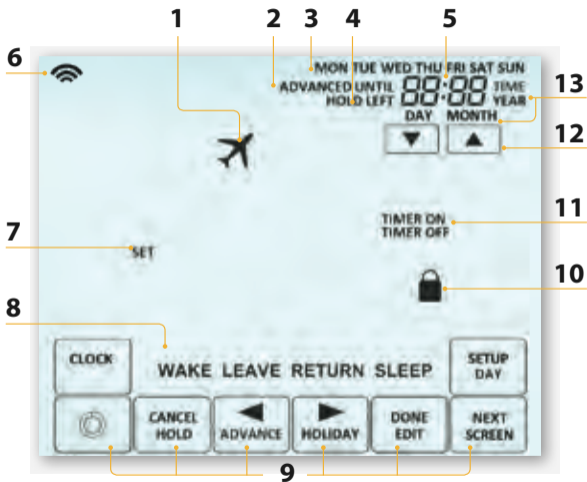 1 2 3 4 5
6 MON TUE WED THU FRI SAT SUN
ADVANCED UNTIL 88:88 TIME 13
HOLD LEFT YEAR
DAY MONTH
12
TIMER ON 11
TIMER OFF
7
SET
10
8
CLOCK WAKE LEAVE RETURN SLEEP SETUP
DAY
CANCEL
HOLD
ADVANCE
HOLIDAY
DONE
EDIT
NEXT
SCREEN
9